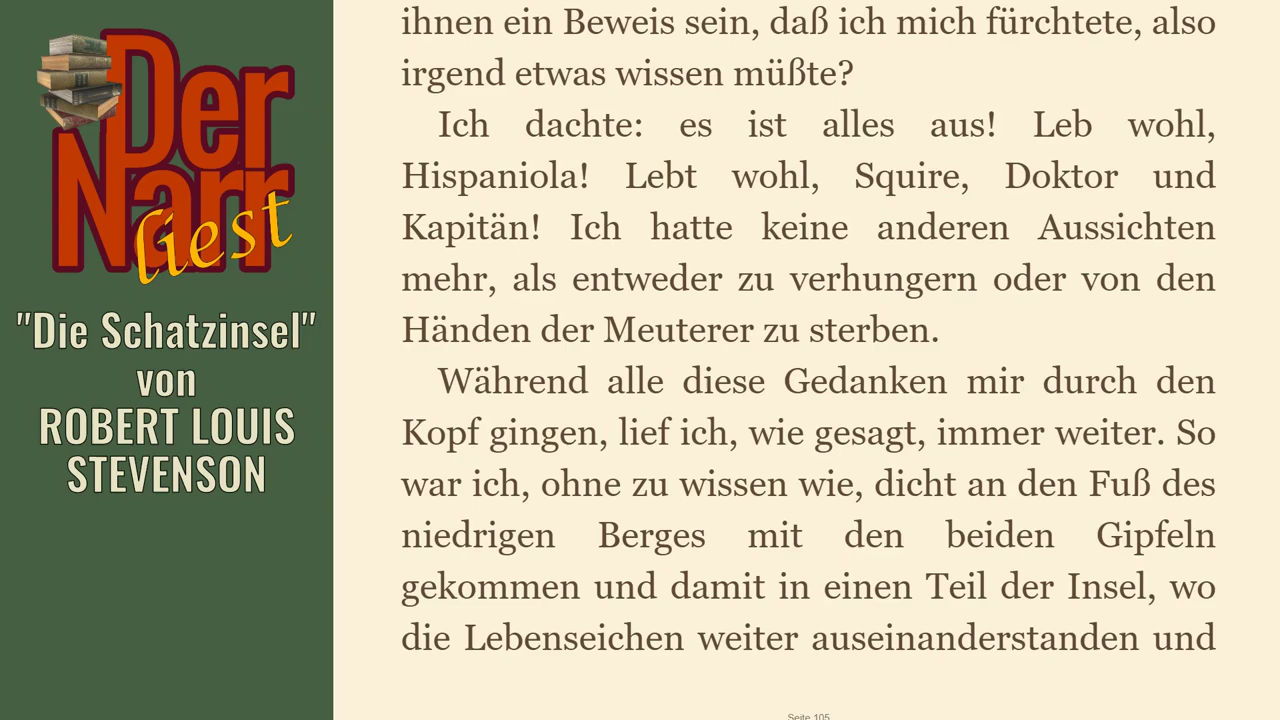 Der
Narr
liest
"Die Schatzinsel"
von
ROBERT LOUIS
STEVENSON
ihnen ein Beweis sein, daß ich mich fürchtete, also
irgend etwas wissen müßte?
Ich dachte: es ist alles aus! Leb wohl,
Hispaniola! Lebt wohl, Squire, Doktor und
Kapitän! Ich hatte keine anderen Aussichten
mehr, als entweder zu verhungern oder von den
Händen der Meuterer zu sterben.
Während alle diese Gedanken mir durch den
Kopf gingen, lief ich, wie gesagt, immer weiter. So
war ich, ohne zu wissen wie, dicht an den Fuß des
niedrigen Berges mit den beiden Gipfeln
gekommen und damit in einen Teil der Insel, wo
die Lebenseichen weiter auseinanderstanden und
Seite 105